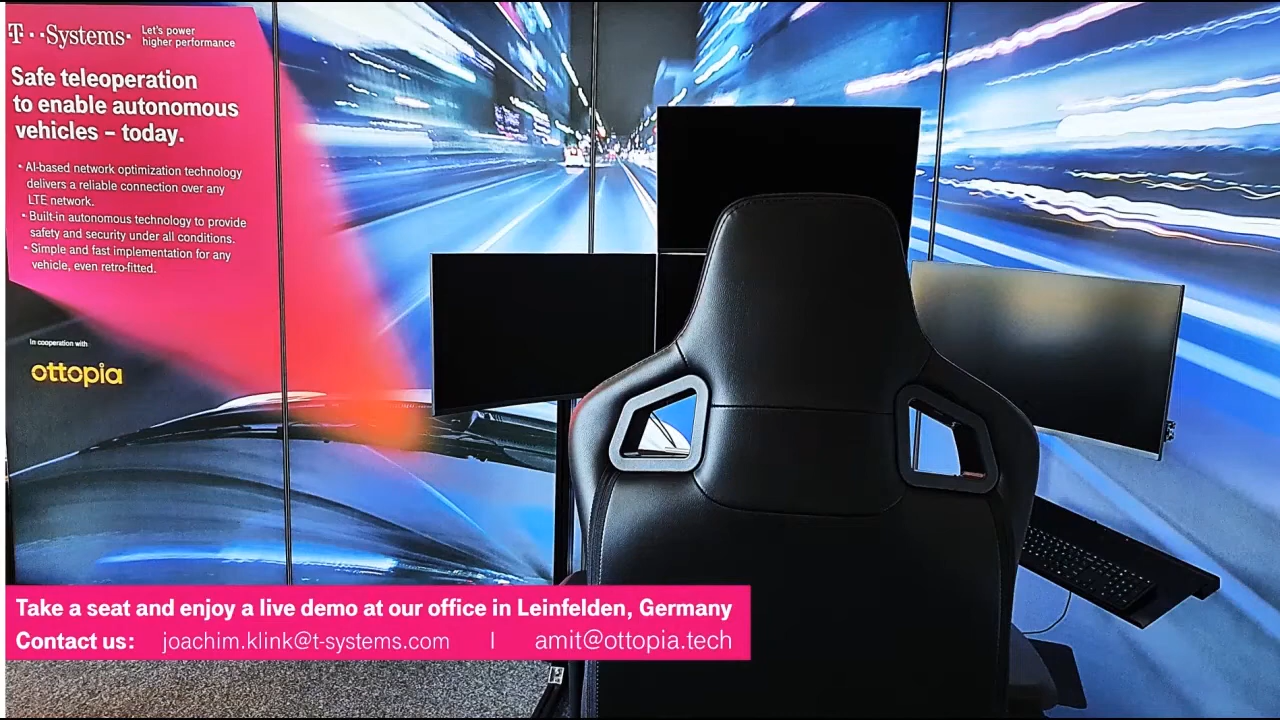 T··Systems· Let's power
higher performance
Safe teleoperation
to enable autonomous
vehicles – today.
• AI-based network optimization technology
delivers a reliable connection over any
LTE network.
• Built-in autonomous technology to provide
safety and security under all conditions.
• Simple and fast implementation for any
vehicle, even retro-fitted.
In cooperation with
ottopia
Take a seat and enjoy a live demo at our office in Leinfelden, Germany
Contact us: joachim.klink@t-systems.com | amit@ottopia.tech